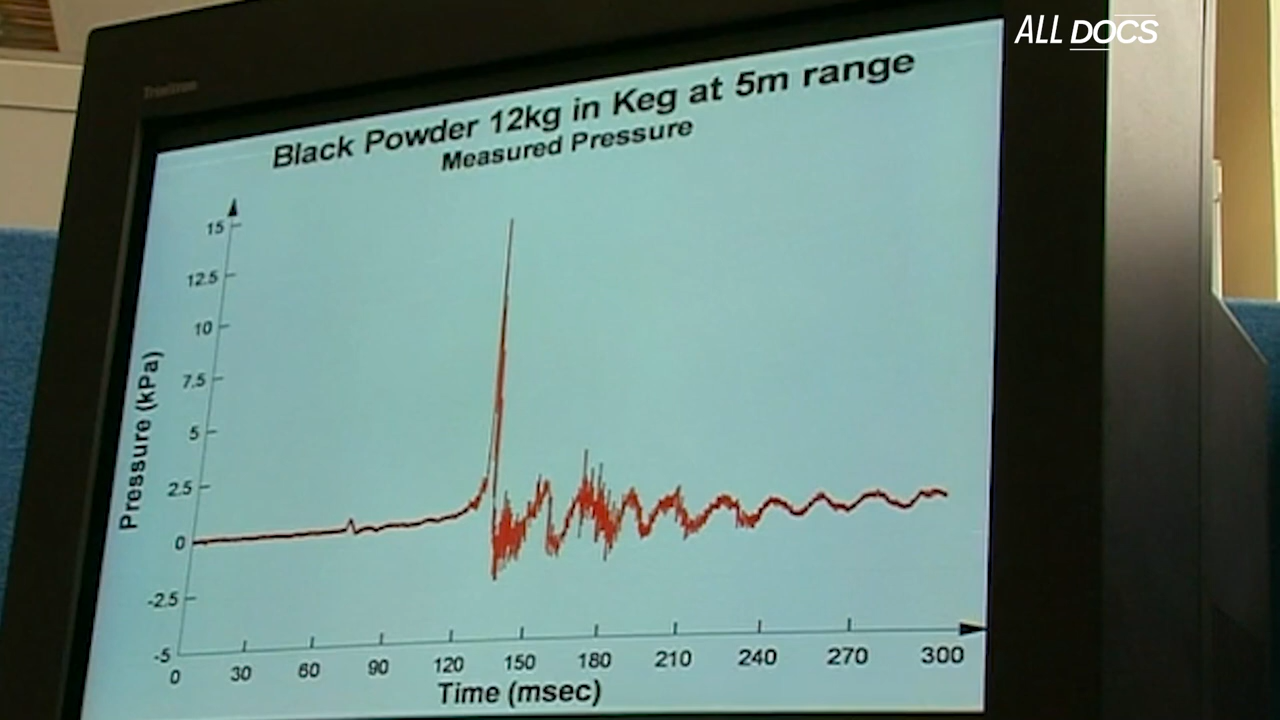 ALL DOCS
Trinitron
Black Powder 12kg in Keg at 5m range
Measured Pressure
15
12.5
10
7.5
5
2.5
0
-2.5
-5
Pressure (kPa)
0 30 60 90 120 150 180 210 240 270 300
Time (msec)